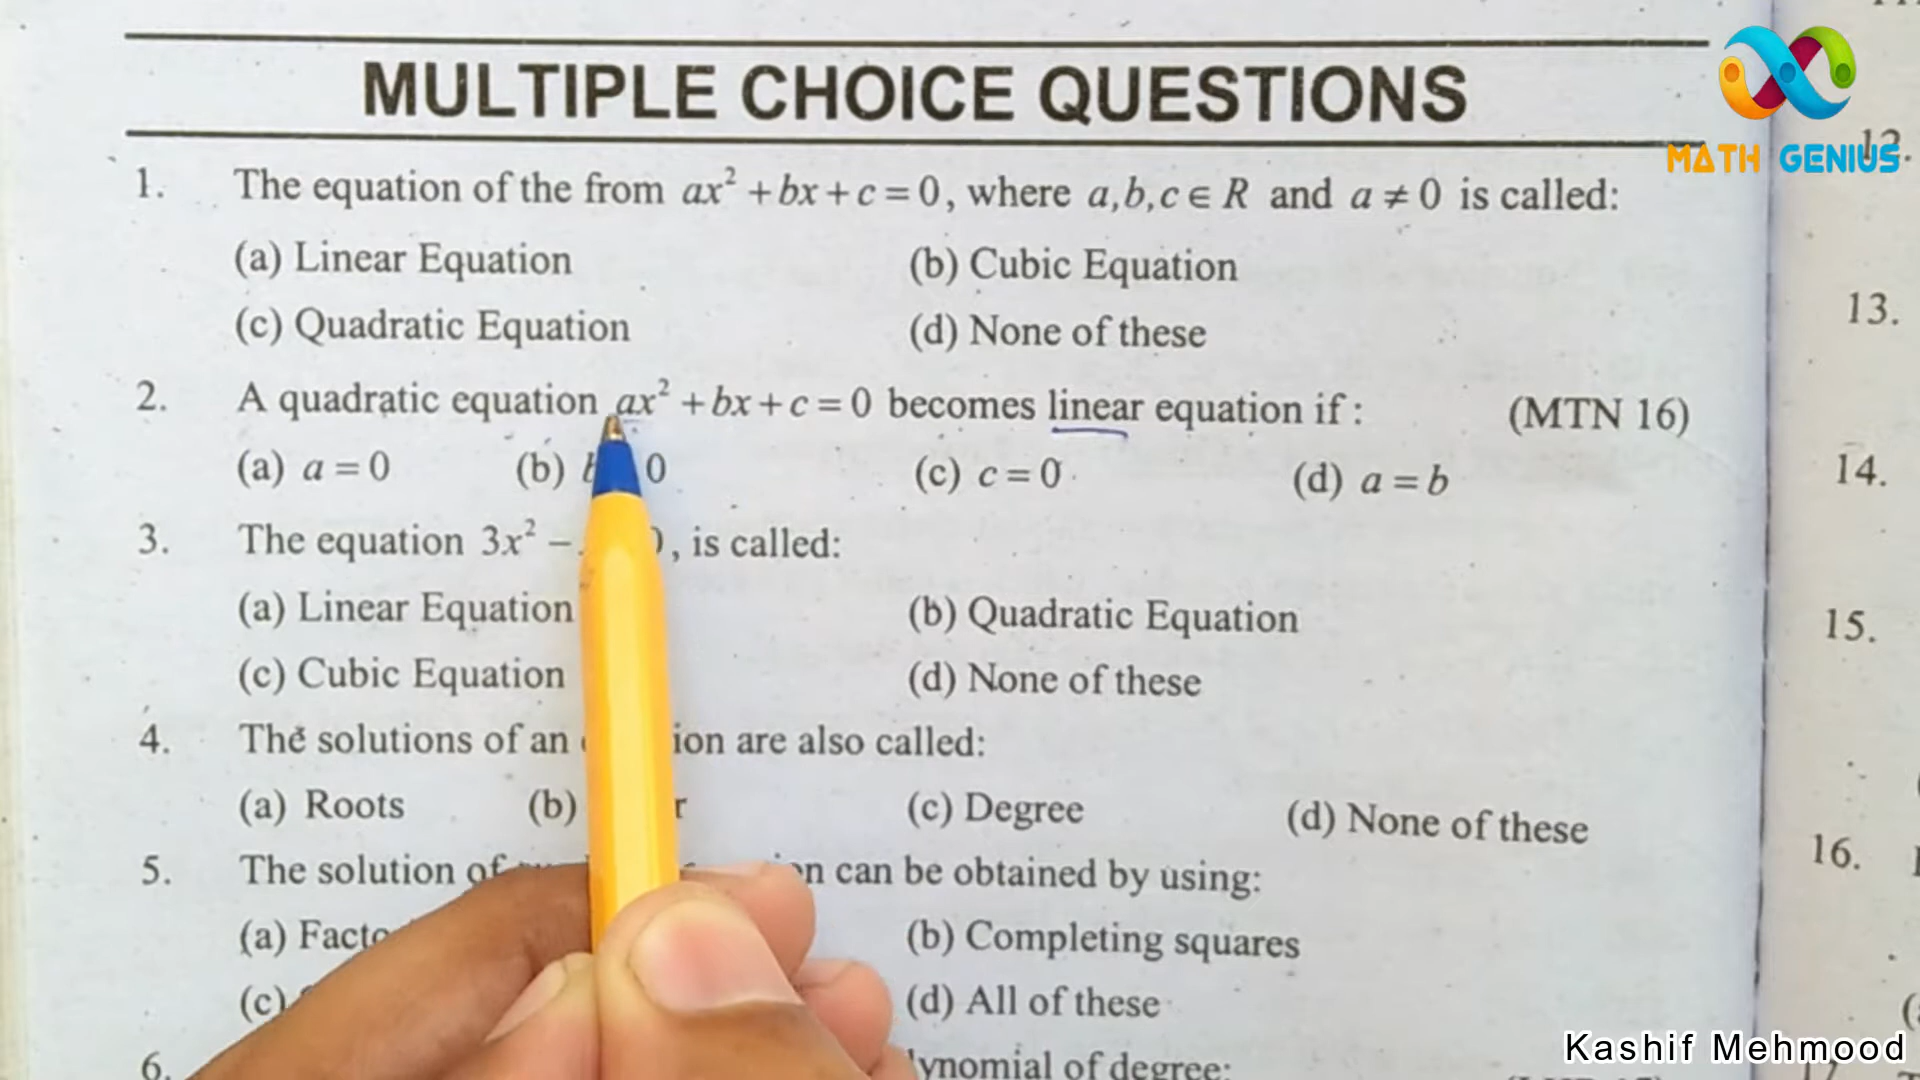 MULTIPLE CHOICE QUESTIONS
MATH GENIUS
1. The equation of the from ax² + bx + c = 0, where a, b, c ∈ R and a ≠ 0 is called:
(a) Linear Equation (b) Cubic Equation
(c) Quadratic Equation (d) None of these
2. A quadratic equation ax² + bx + c = 0 becomes linear equation if : (MTN 16)
(a) a = 0 (b) 0 (c) c = 0 (d) a = b
3. The equation 3x² − , is called:
(a) Linear Equation (b) Quadratic Equation
(c) Cubic Equation (d) None of these
4. The solutions of an are also called:
(a) Roots (b) (c) Degree (d) None of these
5. The solution of can be obtained by using:
(a) (b) Completing squares
(c) (d) All of these
6. of degree:
12.
13.
14.
15.
16.
17
Kashif Mehmood